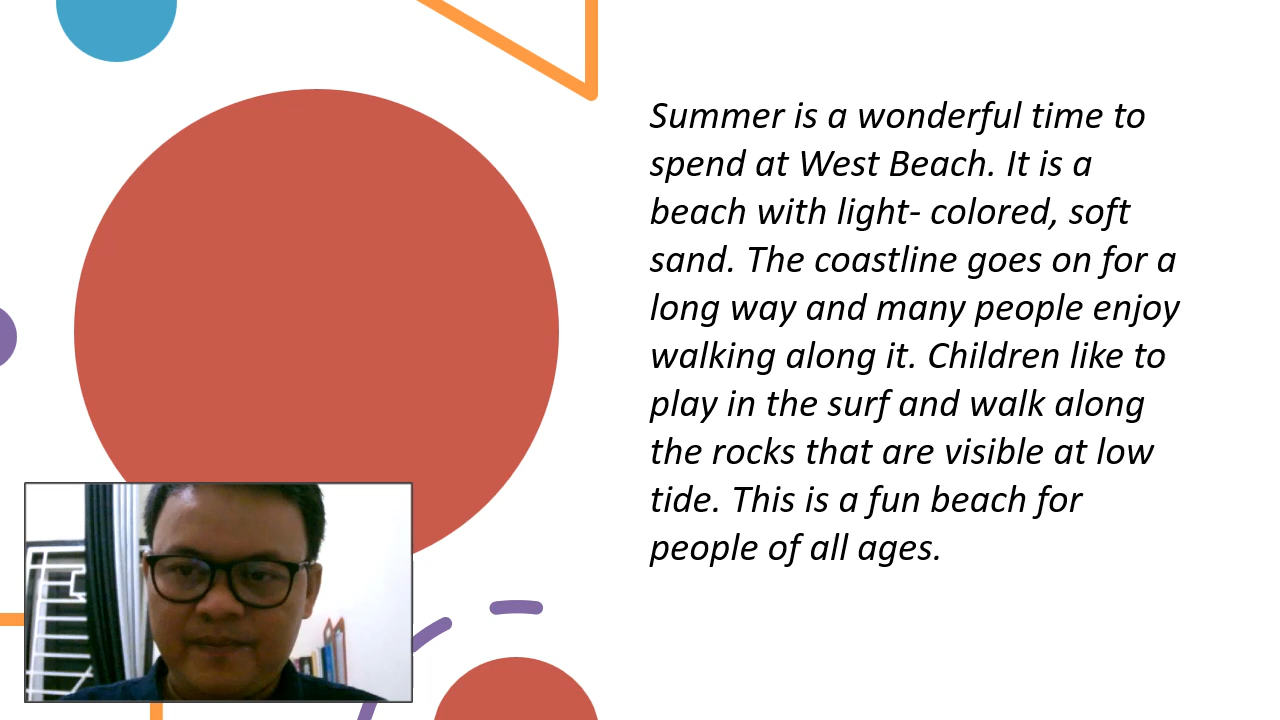 Summer is a wonderful time to
spend at West Beach. It is a
beach with light- colored, soft
sand. The coastline goes on for a
long way and many people enjoy
walking along it. Children like to
play in the surf and walk along
the rocks that are visible at low
tide. This is a fun beach for
people of all ages.